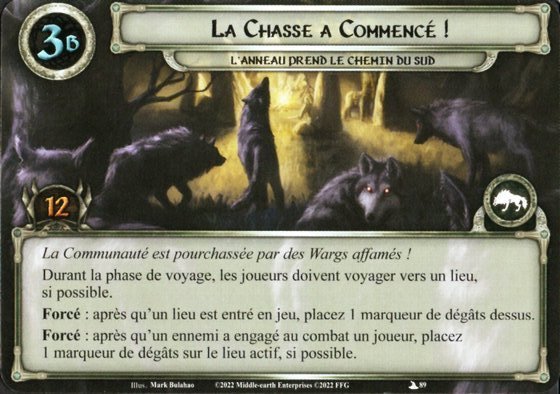 3B
La Chasse a Commencé !
L'anneau prend le chemin du sud
12
La Communauté est pourchassée par des Wargs affamés !
Durant la phase de voyage, les joueurs doivent voyager vers un lieu,
si possible.
Forcé : après qu'un lieu est entré en jeu, placez 1 marqueur de dégâts dessus.
Forcé : après qu'un ennemi a engagé au combat un joueur, placez
1 marqueur de dégâts sur le lieu actif, si possible.
Illus. Mark Bulahao ©2022 Middle-earth Enterprises ©2022 FFG 89